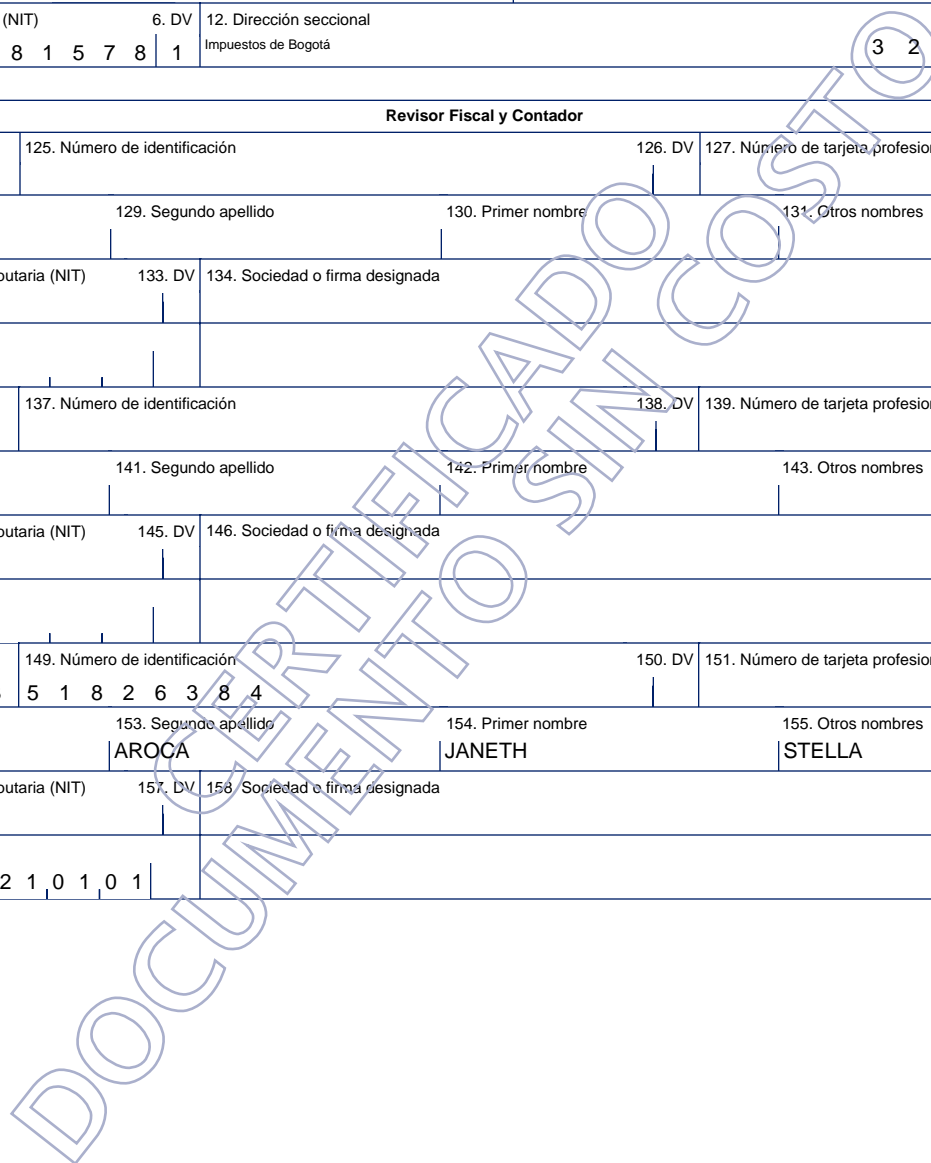 (NIT) 6. DV 12. Dirección seccional
8 1 5 7 8 1 Impuestos de Bogotá 3 2
Revisor Fiscal y Contador
125. Número de identificación 126. DV 127. Número de tarjeta profesion
129. Segundo apellido 130. Primer nombre 131. Otros nombres
butaria (NIT) 133. DV 134. Sociedad o firma designada
137. Número de identificación 138. DV 139. Número de tarjeta profesion
141. Segundo apellido 142. Primer nombre 143. Otros nombres
butaria (NIT) 145. DV 146. Sociedad o firma designada
149. Número de identificación 150. DV 151. Número de tarjeta profesion
5 1 8 2 6 3 8 4
153. Segundo apellido 154. Primer nombre 155. Otros nombres
AROCA JANETH STELLA
butaria (NIT) 157. DV 158. Sociedad o firma designada
2 1 0 1 0 1
CERTIFICADO
DOCUMENTO SIN COSTO